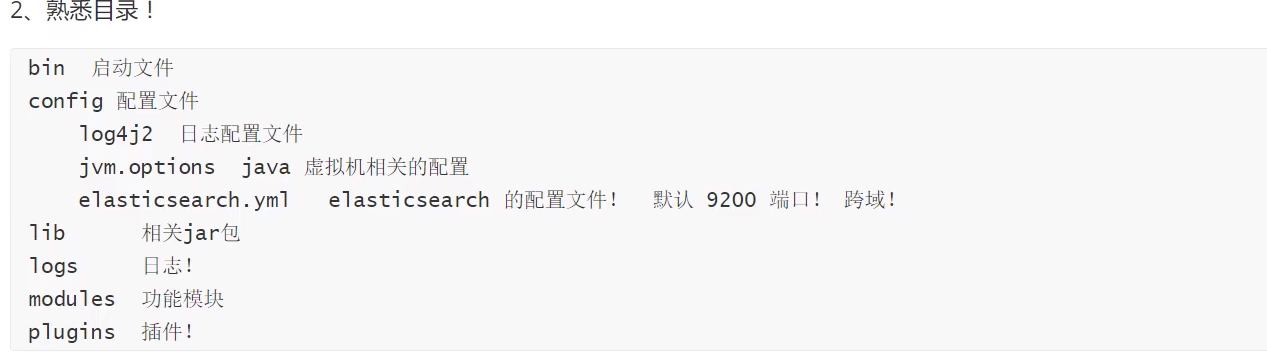 2、熟悉目录！
bin  启动文件
config 配置文件
    log4j2  日志配置文件
    jvm.options  java 虚拟机相关的配置
    elasticsearch.yml   elasticsearch 的配置文件！  默认 9200 端口！ 跨域！
lib      相关jar包
logs     日志！
modules  功能模块
plugins  插件！